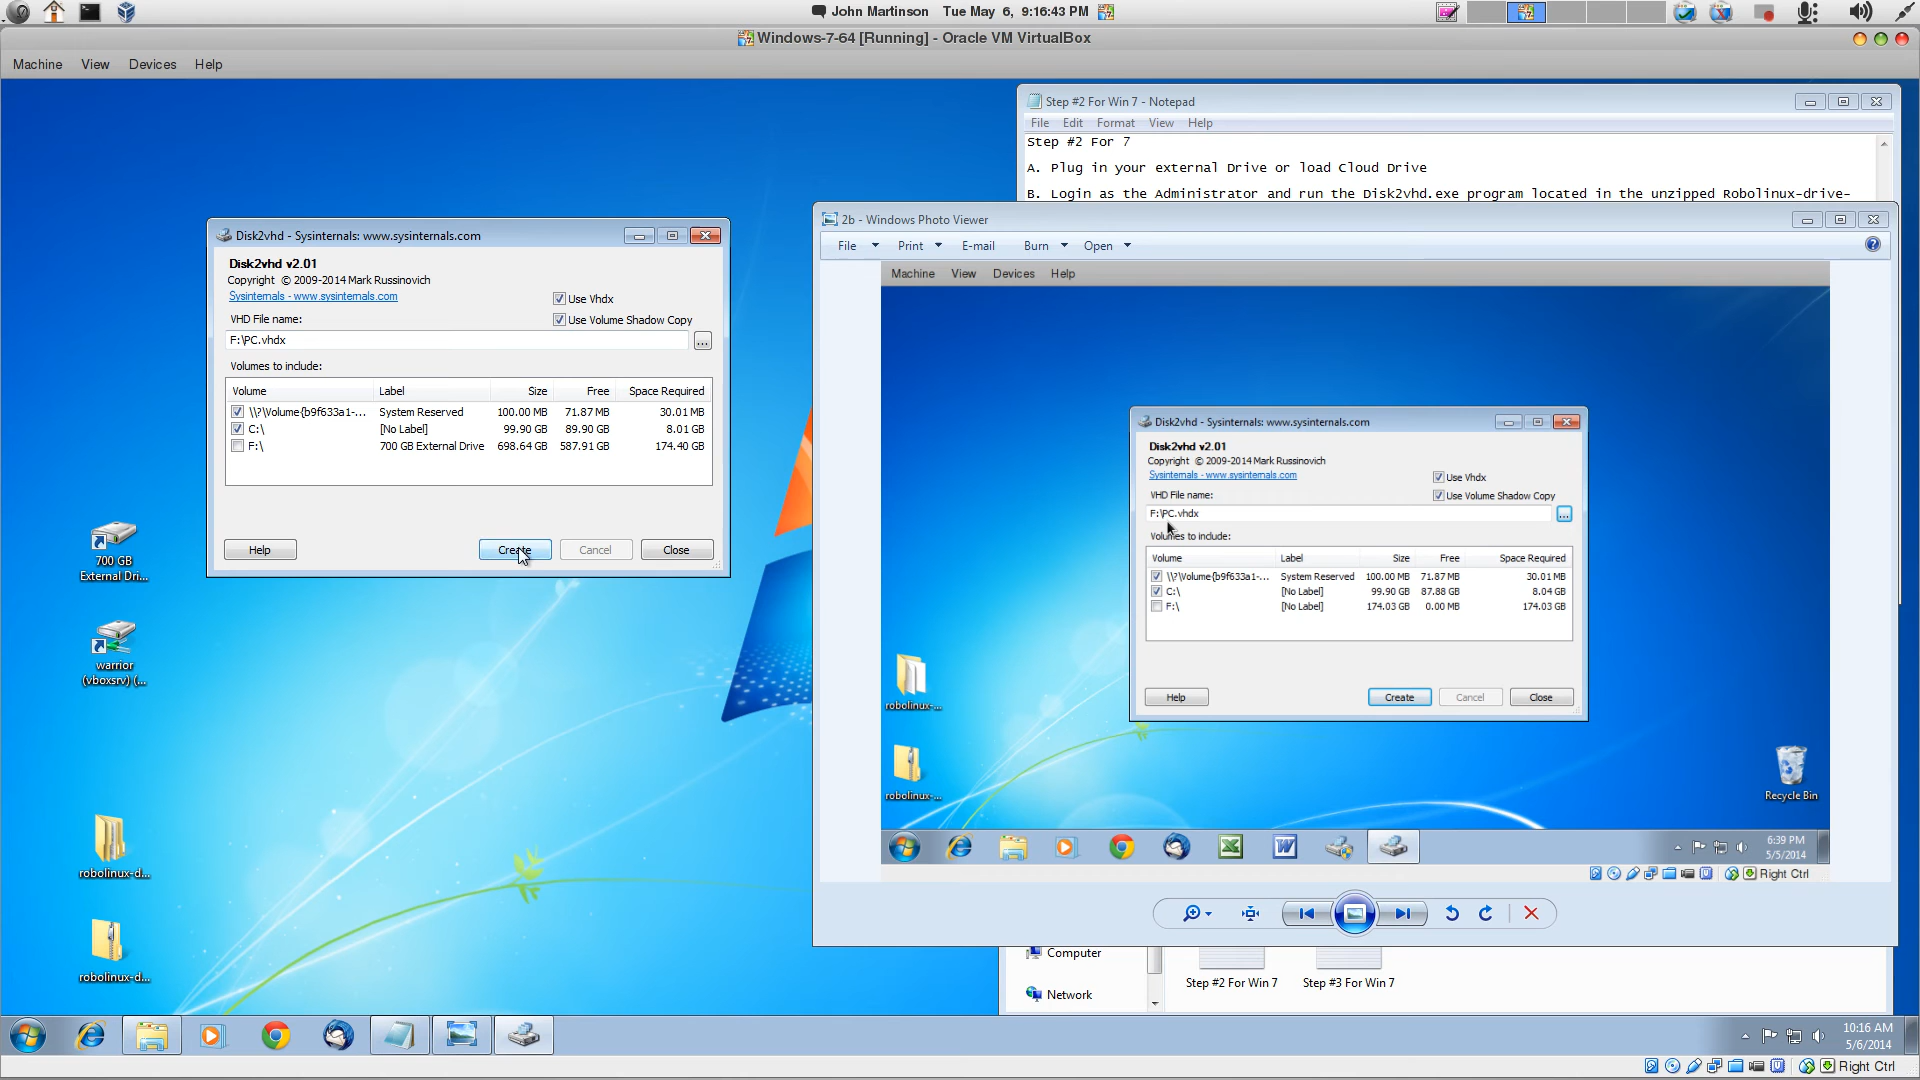 John Martinson Tue May 6, 9:16:43 PM
Windows-7-64 [Running] - Oracle VM VirtualBox
Machine View Devices Help
Step #2 For Win 7 - Notepad
File Edit Format View Help
Step #2 For 7
A. Plug in your external Drive or load Cloud Drive
B. Login as the Administrator and run the Disk2vhd.exe program located in the unzipped Robolinux-drive-
Disk2vhd - Sysinternals: www.sysinternals.com
Disk2vhd v2.01
Copyright © 2009-2014 Mark Russinovich
Sysinternals - www.sysinternals.com
Use Vhdx
VHD File name:
Use Volume Shadow Copy
F:\PC.vhdx
...
Volumes to include:
Volume Label Size Free Space Required
\\?\Volume{b9f633a1-... System Reserved 100.00 MB 71.87 MB 30.01 MB
C:\ [No Label] 99.90 GB 89.90 GB 8.01 GB
F:\ 700 GB External Drive 698.64 GB 587.91 GB 174.40 GB
Help Create Cancel Close
2b - Windows Photo Viewer
File Print E-mail Burn Open
Machine View Devices Help
Disk2vhd - Sysinternals: www.sysinternals.com
Disk2vhd v2.01
Copyright © 2009-2014 Mark Russinovich
Sysinternals - www.sysinternals.com
Use Vhdx
VHD File name:
Use Volume Shadow Copy
F:\PC.vhdx
...
Volumes to include:
Volume Label Size Free Space Required
\\?\Volume{b9f633a1-... System Reserved 100.00 MB 71.87 MB 30.01 MB
C:\ [No Label] 99.90 GB 87.88 GB 8.04 GB
F:\ [No Label] 174.03 GB 0.00 MB 174.03 GB
Help Create Cancel Close
robolinux-...
robolinux-...
Recycle Bin
6:39 PM
5/5/2014
Right Ctrl
700 GB
External Dri...
warrior
(vboxsrv) (...
robolinux-d...
robolinux-d...
Computer
Network
Step #2 For Win 7
Step #3 For Win 7
10:16 AM
5/6/2014
Right Ctrl